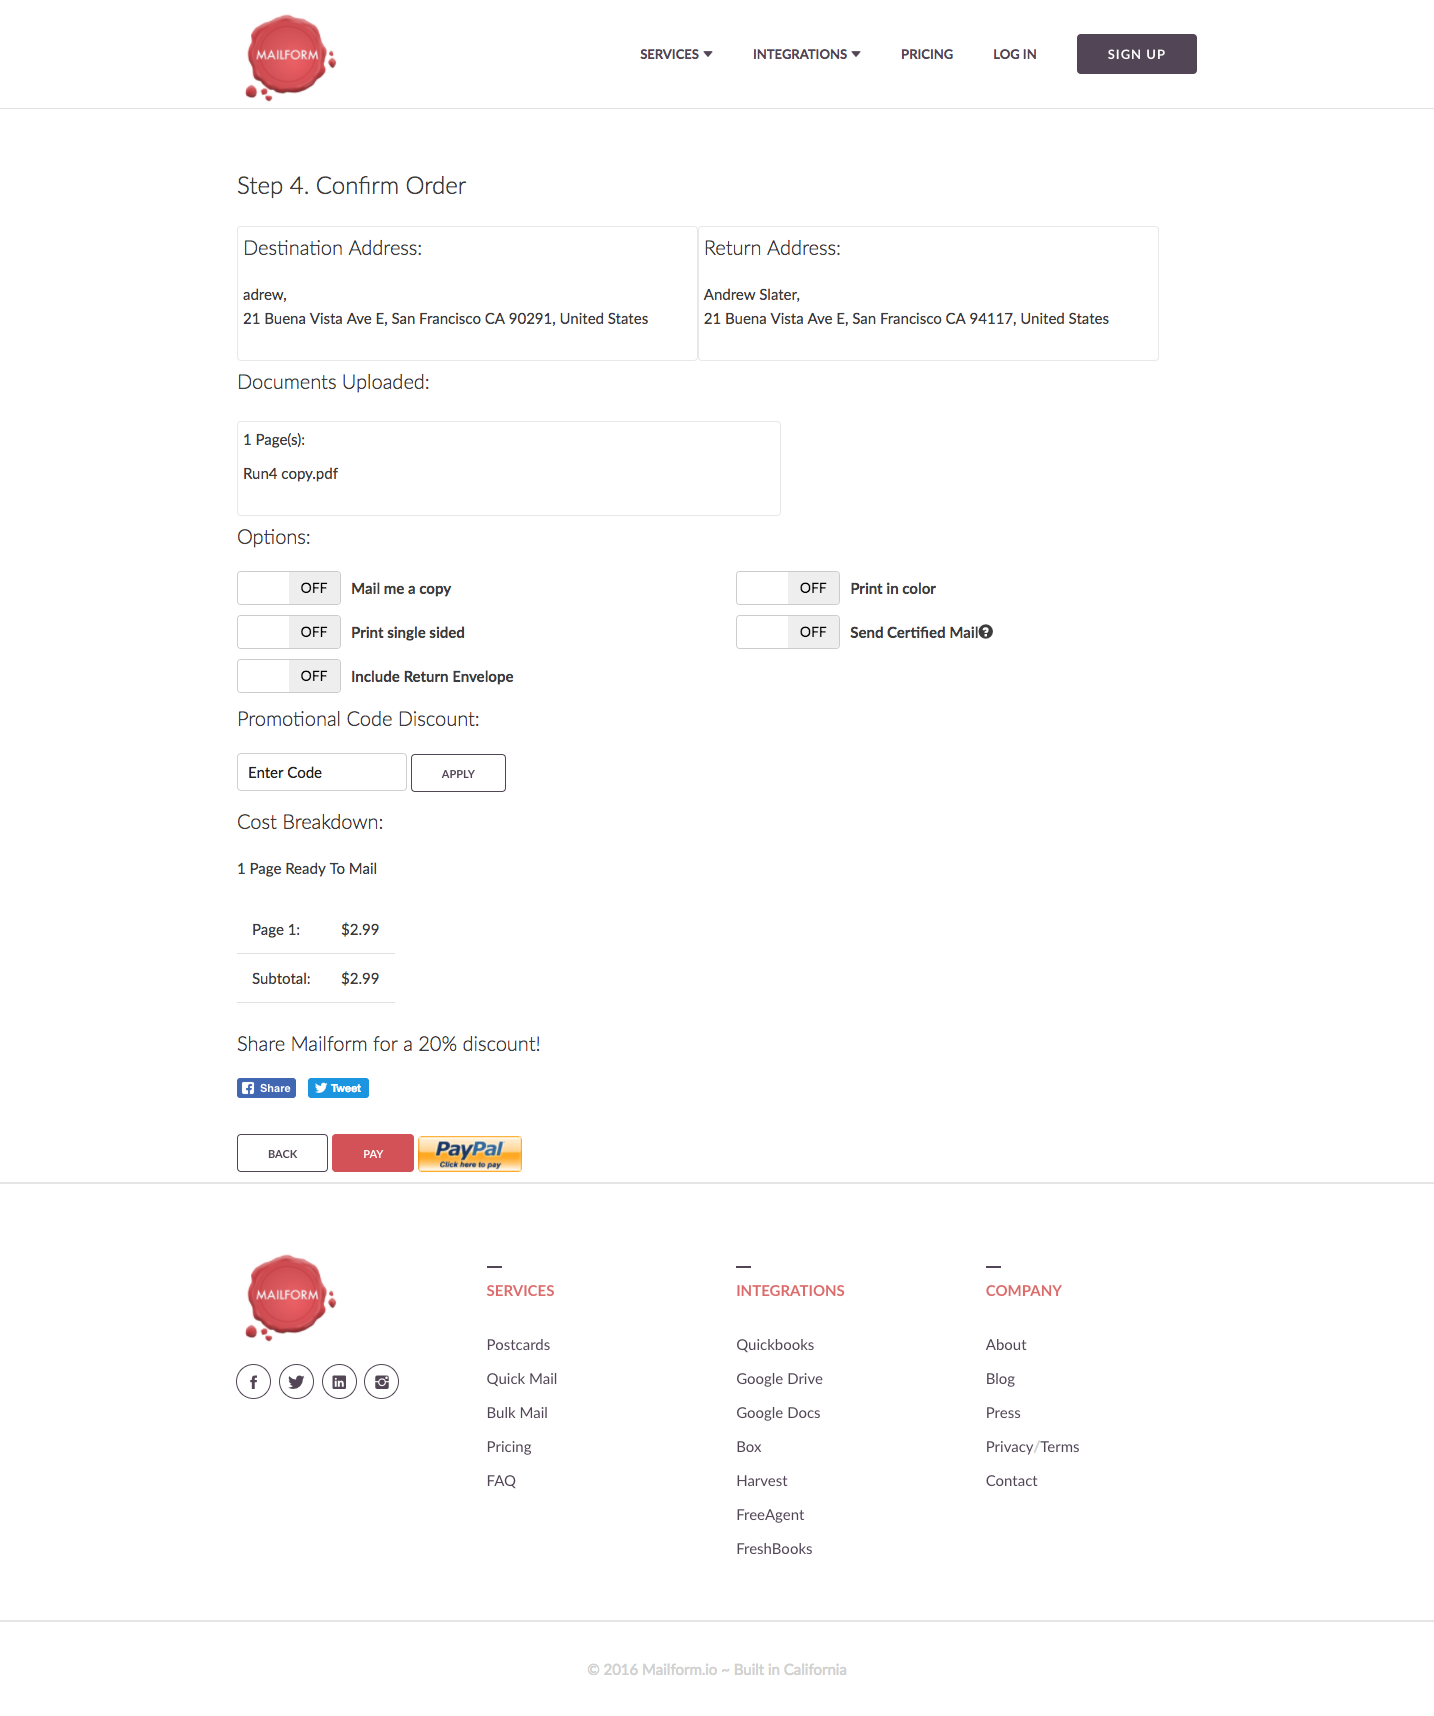 MAILFORM
SERVICES INTEGRATIONS PRICING LOG IN SIGN UP
Step 4. Confirm Order
Destination Address:
adrew,
21 Buena Vista Ave E, San Francisco CA 90291, United States
Return Address:
Andrew Slater,
21 Buena Vista Ave E, San Francisco CA 94117, United States
Documents Uploaded:
1 Page(s):
Run4 copy.pdf
Options:
OFF Mail me a copy
OFF Print in color
OFF Print single sided
OFF Send Certified Mail?
OFF Include Return Envelope
Promotional Code Discount:
Enter Code APPLY
Cost Breakdown:
1 Page Ready To Mail
Page 1: $2.99
Subtotal: $2.99
Share Mailform for a 20% discount!
Share Tweet
BACK PAY PayPal
Click here to pay
MAILFORM
SERVICES
Postcards
Quick Mail
Bulk Mail
Pricing
FAQ
INTEGRATIONS
Quickbooks
Google Drive
Google Docs
Box
Harvest
FreeAgent
FreshBooks
COMPANY
About
Blog
Press
Privacy/Terms
Contact
© 2016 Mailform.io ~ Built in California